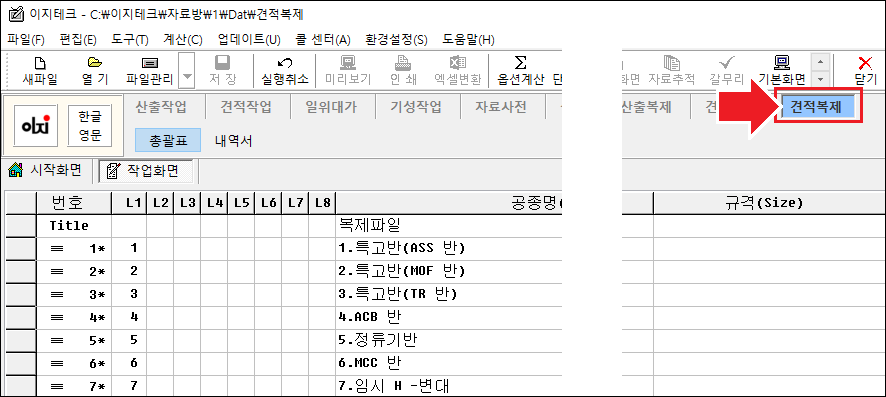 이지테크 - C:₩이지테크₩자료방₩1₩Dat₩견적복제
파일(F) 편집(E) 도구(T) 계산(C) 업데이트(U) 콜 센터(A) 환경설정(S) 도움말(H)
새파일 열 기 파일관리 저 장 실행취소 미리보기 인 쇄 엑셀변환 옵션계산 단 화면 자료추적 갈무리 기본화면 닫기
산출작업 견적작업 일위대가 기성작업 자료사전 산출복제 견 견적복제
이지 한글
영문
총괄표 내역서
시작화면 작업화면
번호 L1 L2 L3 L4 L5 L6 L7 L8 공종명( 규격(Size)
Title 복제파일
1* 1 1.특고반(ASS 반)
2* 2 2.특고반(MOF 반)
3* 3 3.특고반(TR 반)
4* 4 4.ACB 반
5* 5 5.정류기반
6* 6 6.MCC 반
7* 7 7.임시 H -변대